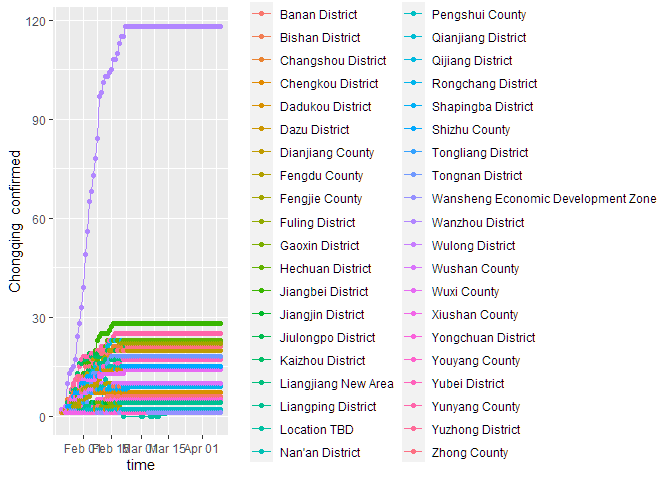 Chongqing confirmed
120
90
60
30
0
Feb 01
Feb 15
Mar 01
Mar 15
Apr 01
time
Banan District
Bishan District
Changshou District
Chengkou District
Dadukou District
Dazu District
Dianjiang County
Fengdu County
Fengjie County
Fuling District
Gaoxin District
Hechuan District
Jiangbei District
Jiangjin District
Jiulongpo District
Kaizhou District
Liangjiang New Area
Liangping District
Location TBD
Nan'an District
Pengshui County
Qianjiang District
Qijiang District
Rongchang District
Shapingba District
Shizhu County
Tongliang District
Tongnan District
Wansheng Economic Development Zone
Wanzhou District
Wulong District
Wushan County
Wuxi County
Xiushan County
Yongchuan District
Youyang County
Yubei District
Yunyang County
Yuzhong District
Zhong County